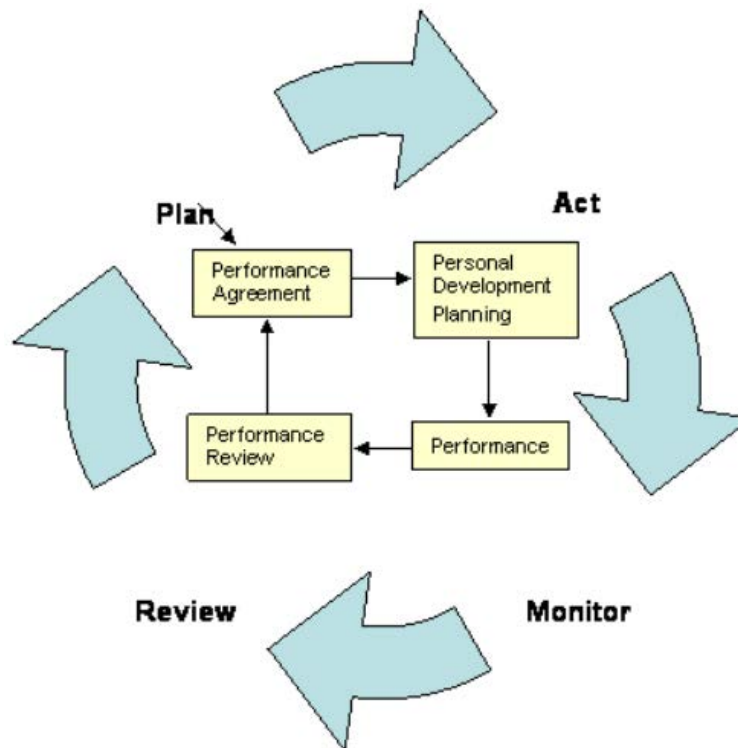 Plan
Act
Performance
Agreement
Personal
Development
Planning
Performance
Review
Performance
Review
Monitor